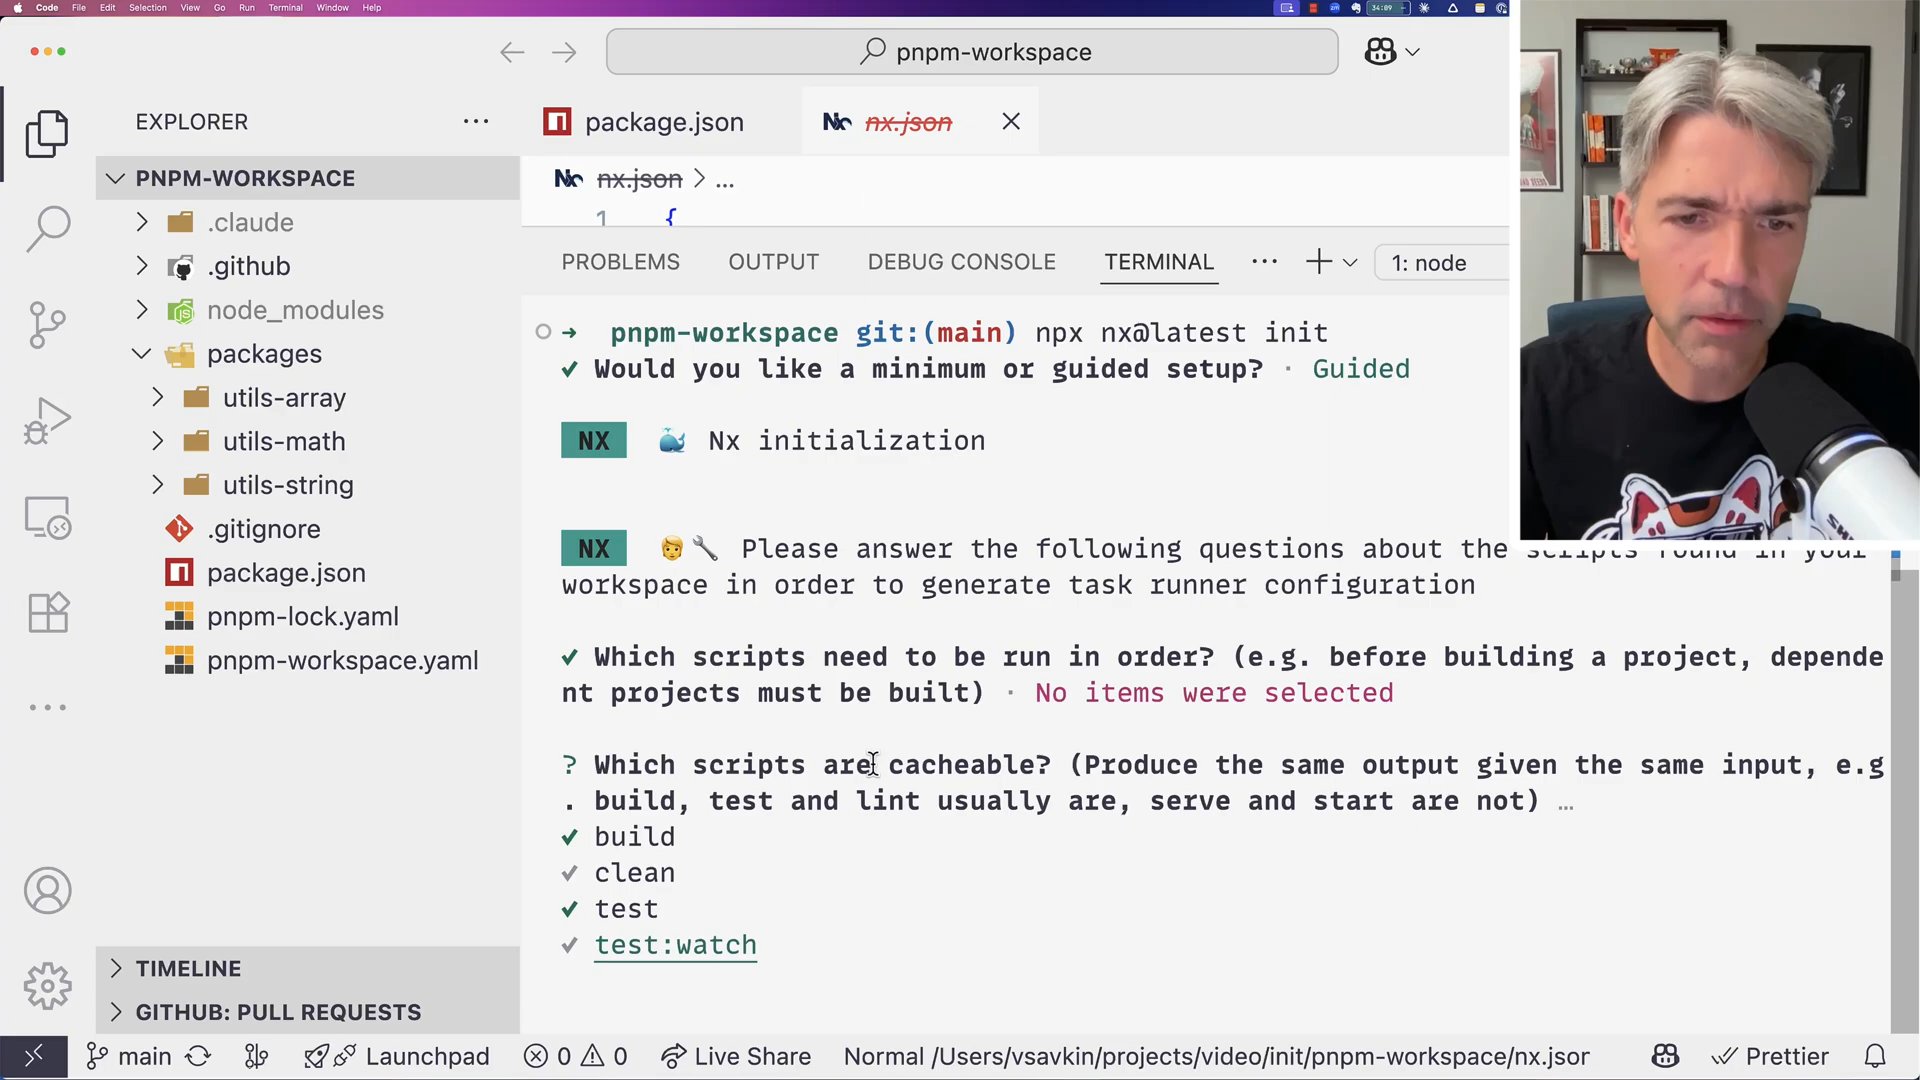 Code File Edit Selection View Go Run Terminal Window Help
34:09
pnpm-workspace
EXPLORER
package.json
nx.json
PNPM-WORKSPACE
nx.json > ...
.claude
1 {
.github
PROBLEMS OUTPUT DEBUG CONSOLE TERMINAL
1: node
node_modules
packages
utils-array
utils-math
utils-string
.gitignore
package.json
pnpm-lock.yaml
pnpm-workspace.yaml
→ pnpm-workspace git:(main) npx nx@latest init
✔ Would you like a minimum or guided setup? · Guided
NX 🐳 Nx initialization
NX 🧑🔧 Please answer the following questions about the scripts found in your
workspace in order to generate task runner configuration
✔ Which scripts need to be run in order? (e.g. before building a project, depende
nt projects must be built) · No items were selected
? Which scripts are cacheable? (Produce the same output given the same input, e.g
. build, test and lint usually are, serve and start are not) …
✔ build
✔ clean
✔ test
✔ test:watch
TIMELINE
GITHUB: PULL REQUESTS
main
Launchpad
0
0
Live Share
Normal /Users/vsavkin/projects/video/init/pnpm-workspace/nx.jsor
Prettier